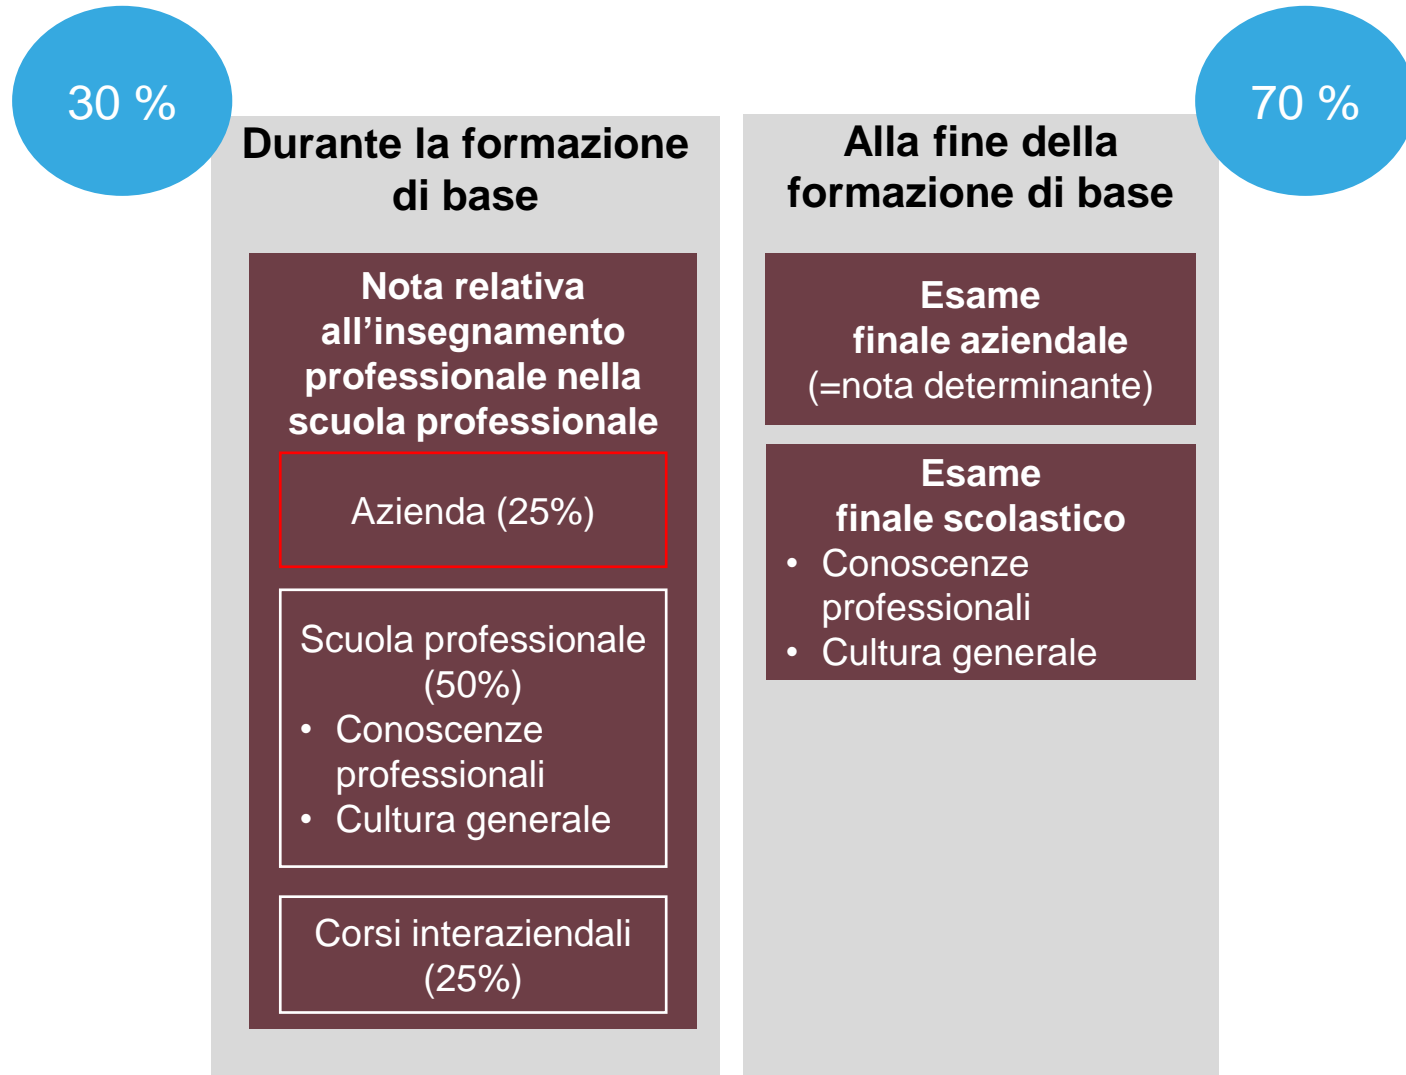 30 %
Durante la formazione
di base
Nota relativa
all’insegnamento
professionale nella
scuola professionale
Azienda (25%)
Scuola professionale
(50%)
• Conoscenze
professionali
• Cultura generale
Corsi interaziendali
(25%)
70 %
Alla fine della
formazione di base
Esame
finale aziendale
(=nota determinante)
Esame
finale scolastico
• Conoscenze
professionali
• Cultura generale